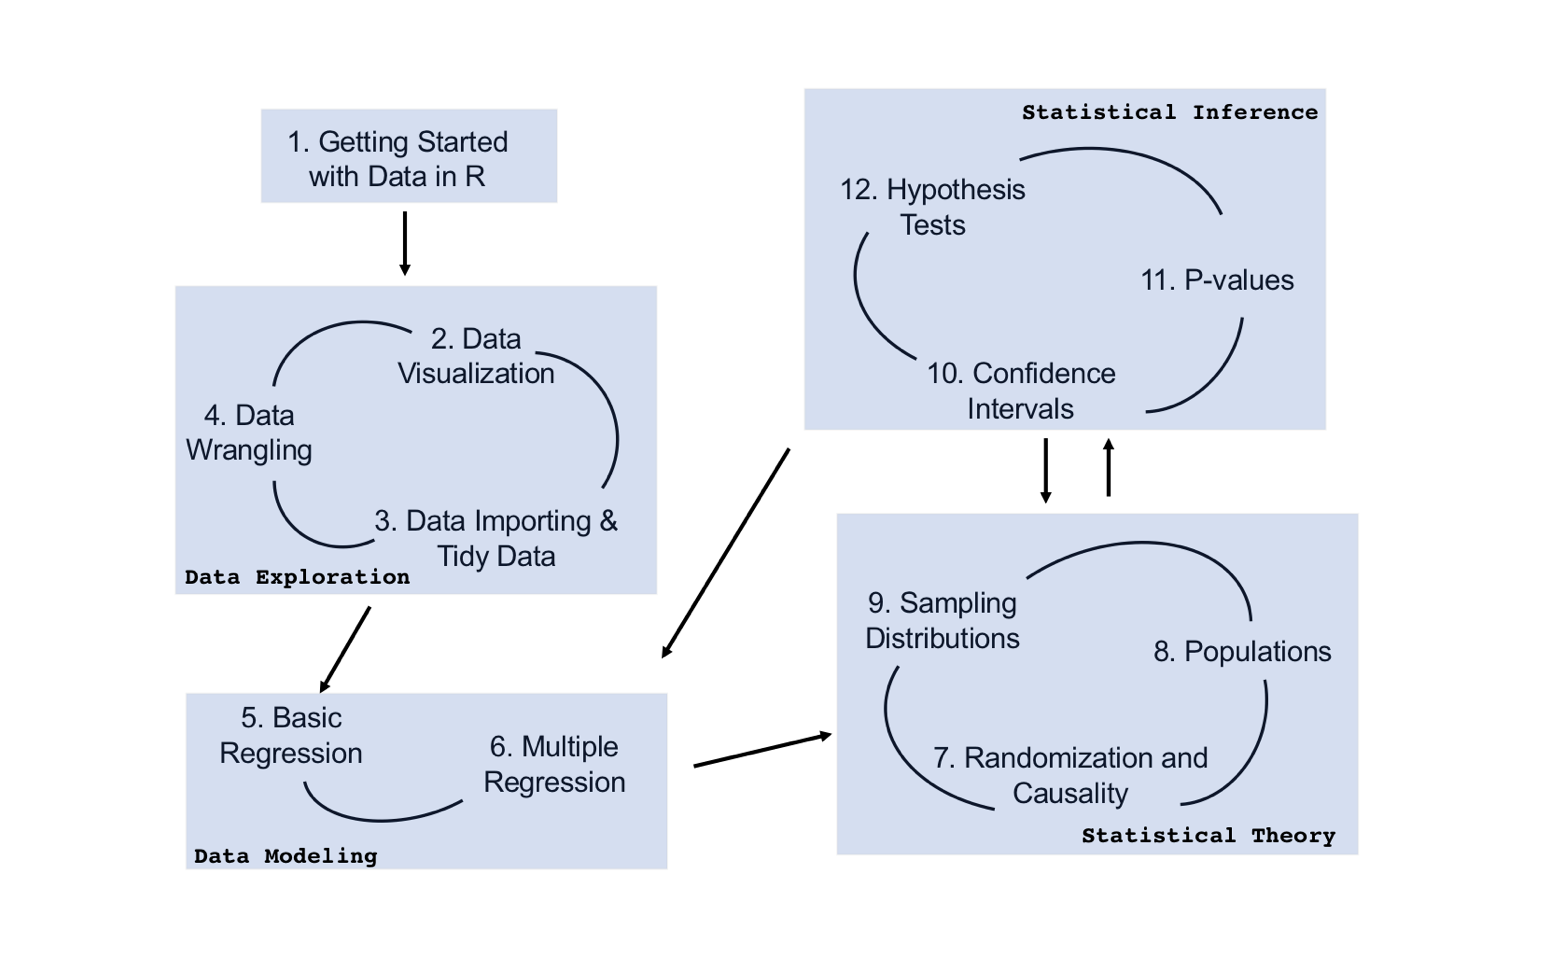 1. Getting Started
with Data in R
2. Data
Visualization
4. Data
Wrangling
3. Data Importing &
Tidy Data
Data Exploration
5. Basic
Regression
6. Multiple
Regression
Data Modeling
Statistical Inference
12. Hypothesis
Tests
11. P-values
10. Confidence
Intervals
9. Sampling
Distributions
8. Populations
7. Randomization and
Causality
Statistical Theory